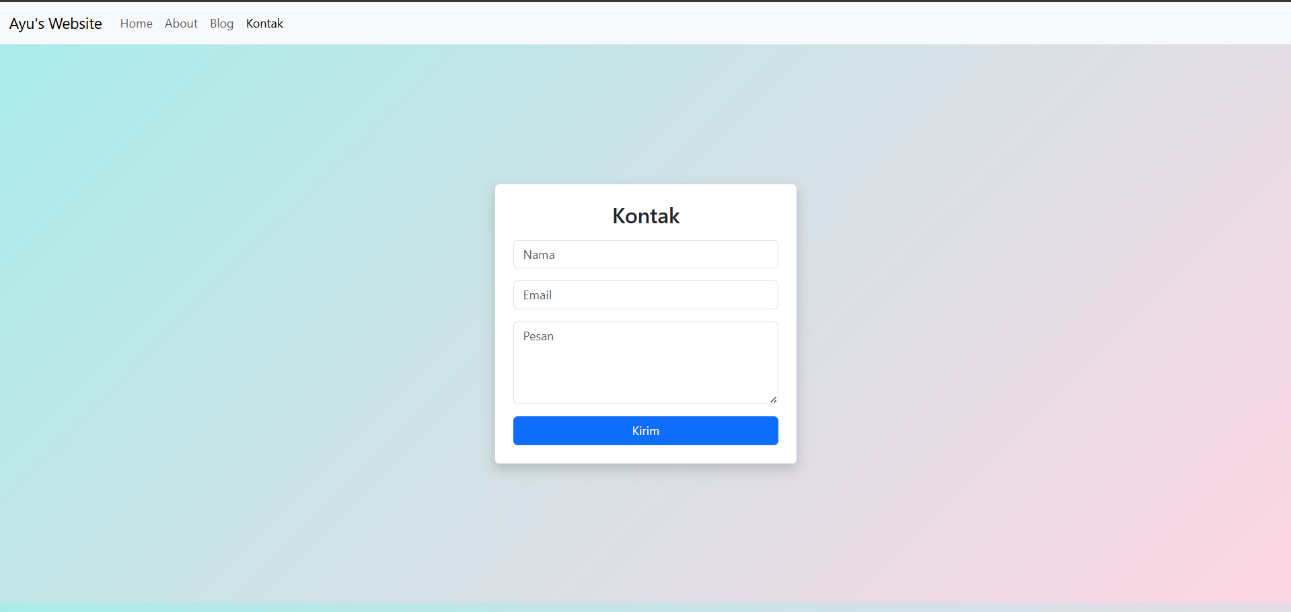 Ayu's Website Home About Blog Kontak
Kontak
Nama
Email
Pesan
Kirim